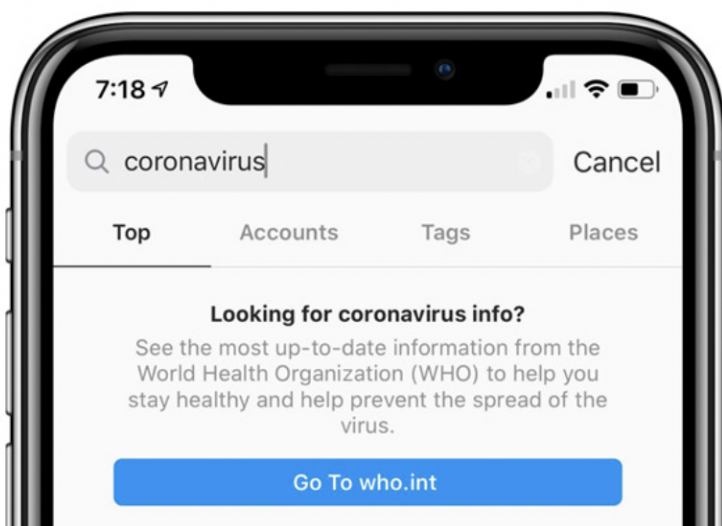 7:18
coronavirus
Cancel
Top Accounts Tags Places
Looking for coronavirus info?
See the most up-to-date information from the
World Health Organization (WHO) to help you
stay healthy and help prevent the spread of the
virus.
Go To who.int